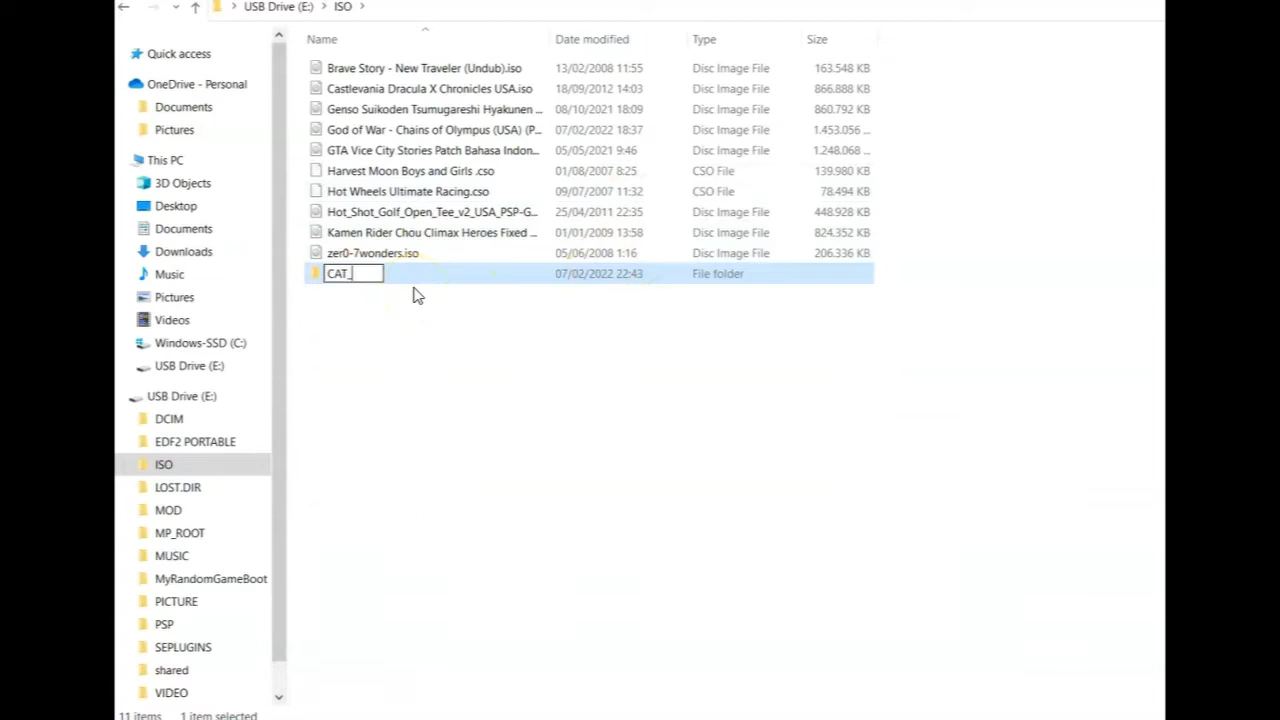 USB Drive (E:) > ISO >
Name Date modified Type Size
Quick access
OneDrive - Personal
Documents
Pictures
This PC
3D Objects
Desktop
Documents
Downloads
Music
Pictures
Videos
Windows-SSD (C:)
USB Drive (E:)
USB Drive (E:)
DCIM
EDF2 PORTABLE
ISO
LOST.DIR
MOD
MP_ROOT
MUSIC
MyRandomGameBoot
PICTURE
PSP
SEPLUGINS
shared
VIDEO
Brave Story - New Traveler (Undub).iso 13/02/2008 11:55 Disc Image File 163.548 KB
Castlevania Dracula X Chronicles USA.iso 18/09/2012 14:03 Disc Image File 866.888 KB
Genso Suikoden Tsumugareshi Hyakunen ... 08/10/2021 18:09 Disc Image File 860.792 KB
God of War - Chains of Olympus (USA) (P... 07/02/2022 18:37 Disc Image File 1.453.056 ...
GTA Vice City Stories Patch Bahasa Indon... 05/05/2021 9:46 Disc Image File 1.248.068 ...
Harvest Moon Boys and Girls .cso 01/08/2007 8:25 CSO File 139.980 KB
Hot Wheels Ultimate Racing.cso 09/07/2007 11:32 CSO File 78.494 KB
Hot_Shot_Golf_Open_Tee_v2_USA_PSP-G... 25/04/2011 22:35 Disc Image File 448.928 KB
Kamen Rider Chou Climax Heroes Fixed ... 01/01/2009 13:58 Disc Image File 824.352 KB
zer0-7wonders.iso 05/06/2008 1:16 Disc Image File 206.336 KB
CAT_ 07/02/2022 22:43 File folder
11 items 1 item selected